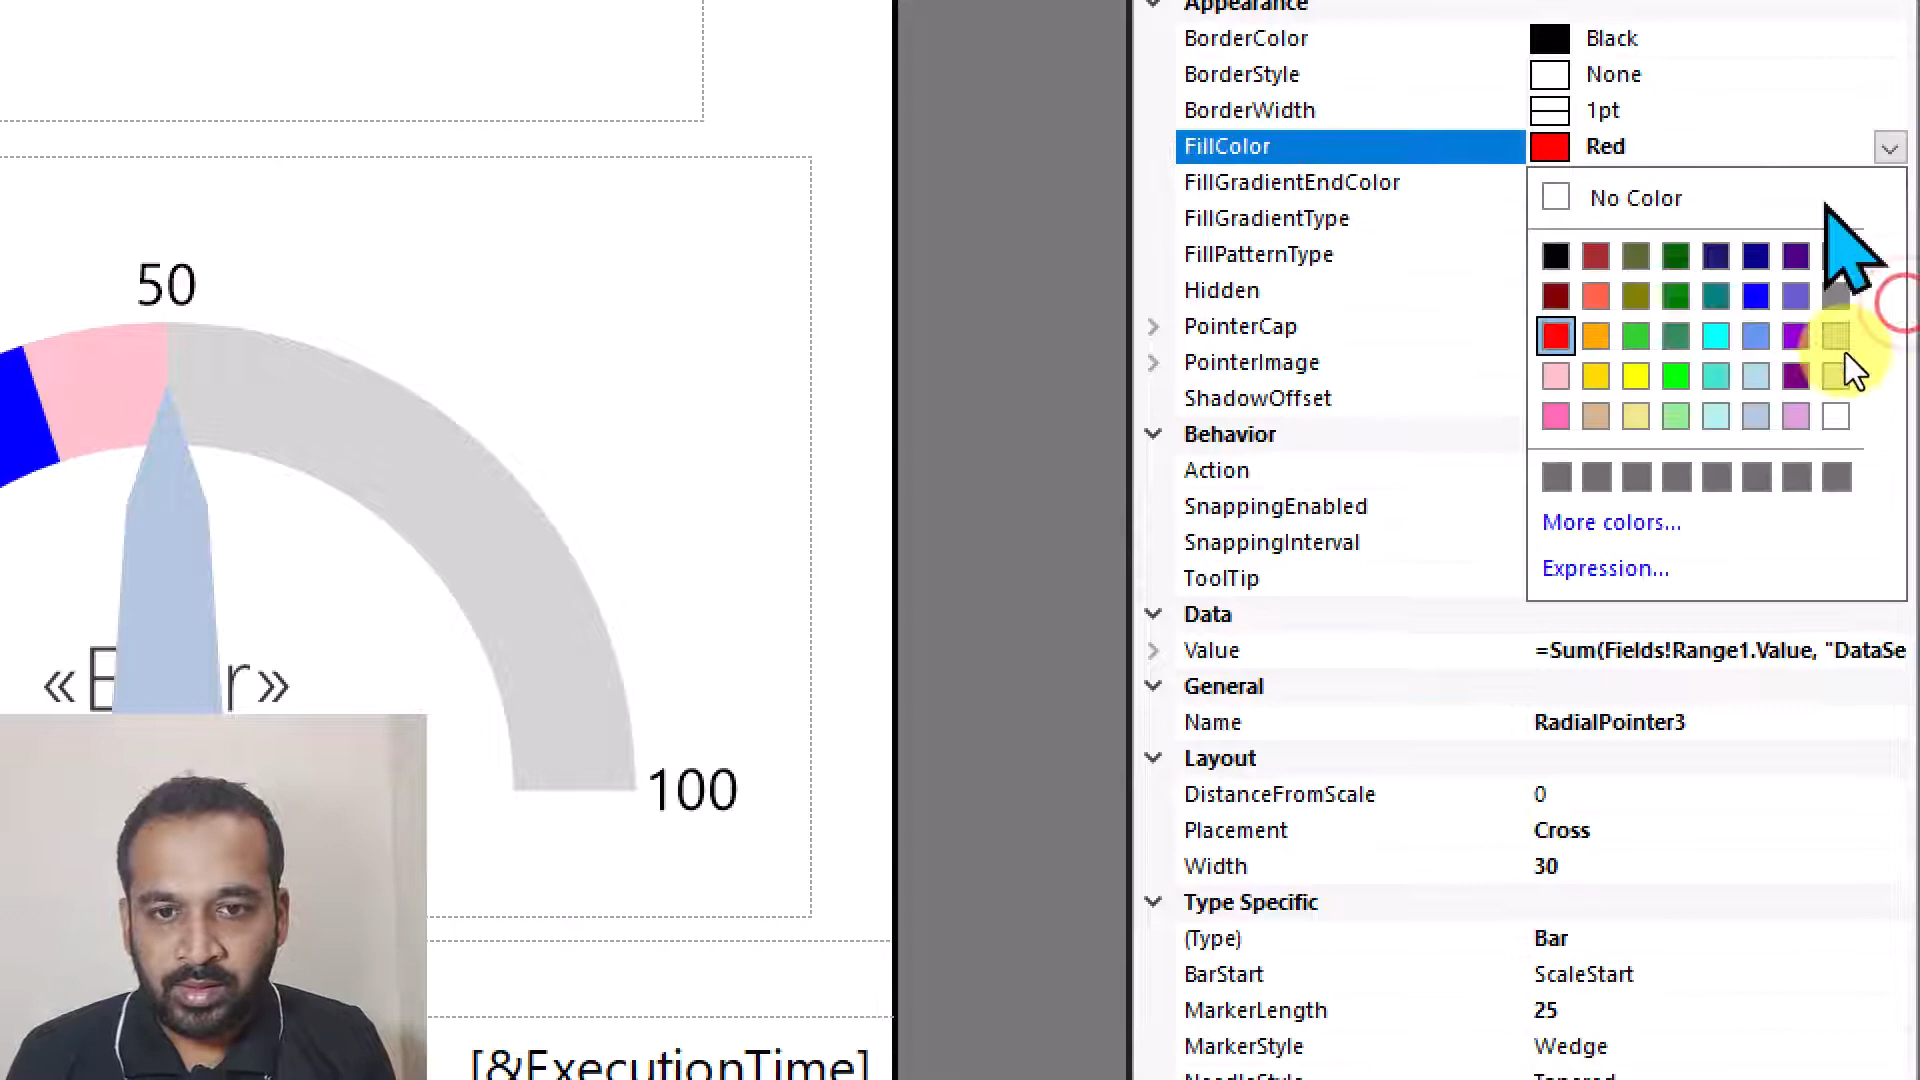 Appearance
BorderColor Black
BorderStyle None
BorderWidth 1pt
FillColor Red
FillGradientEndColor
No Color
FillGradientType
FillPatternType
Hidden
PointerCap
PointerImage
ShadowOffset
Behavior
Action
SnappingEnabled
More colors...
SnappingInterval
Expression...
ToolTip
Data
Value =Sum(Fields!Range1.Value, "DataSe
General
Name RadialPointer3
Layout
DistanceFromScale 0
Placement Cross
Width 30
Type Specific
(Type) Bar
BarStart ScaleStart
MarkerLength 25
MarkerStyle Wedge
50
100
[&ExecutionTime]